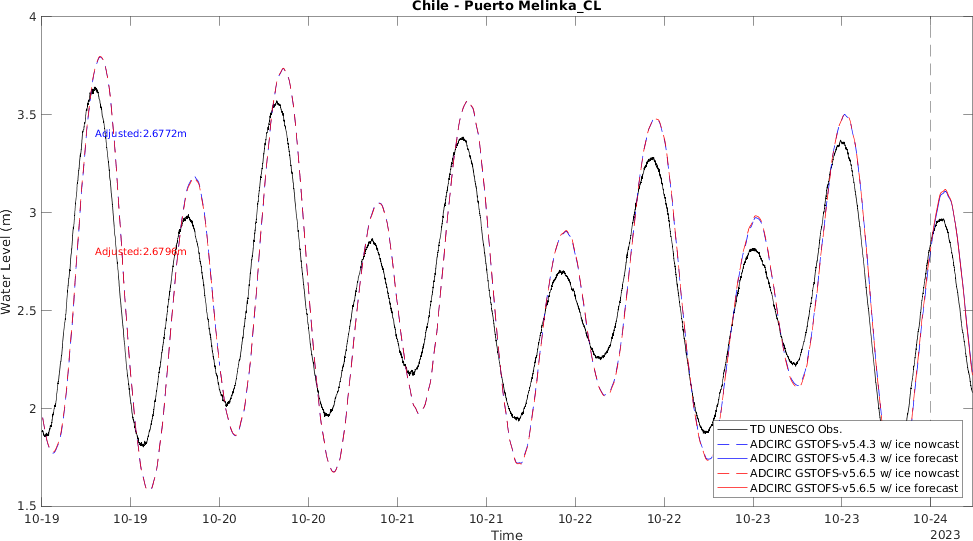 Chile - Puerto Melinka_CL
4
3.5
3
2.5
2
1.5
Water Level (m)
Adjusted:2.6772m
Adjusted:2.6796m
TD UNESCO Obs.
ADCIRC GSTOFS-v5.4.3 w/ ice nowcast
ADCIRC GSTOFS-v5.4.3 w/ ice forecast
ADCIRC GSTOFS-v5.6.5 w/ ice nowcast
ADCIRC GSTOFS-v5.6.5 w/ ice forecast
10-19 10-19 10-20 10-20 10-21 10-21 10-22 10-22 10-23 10-23 10-24
Time
2023